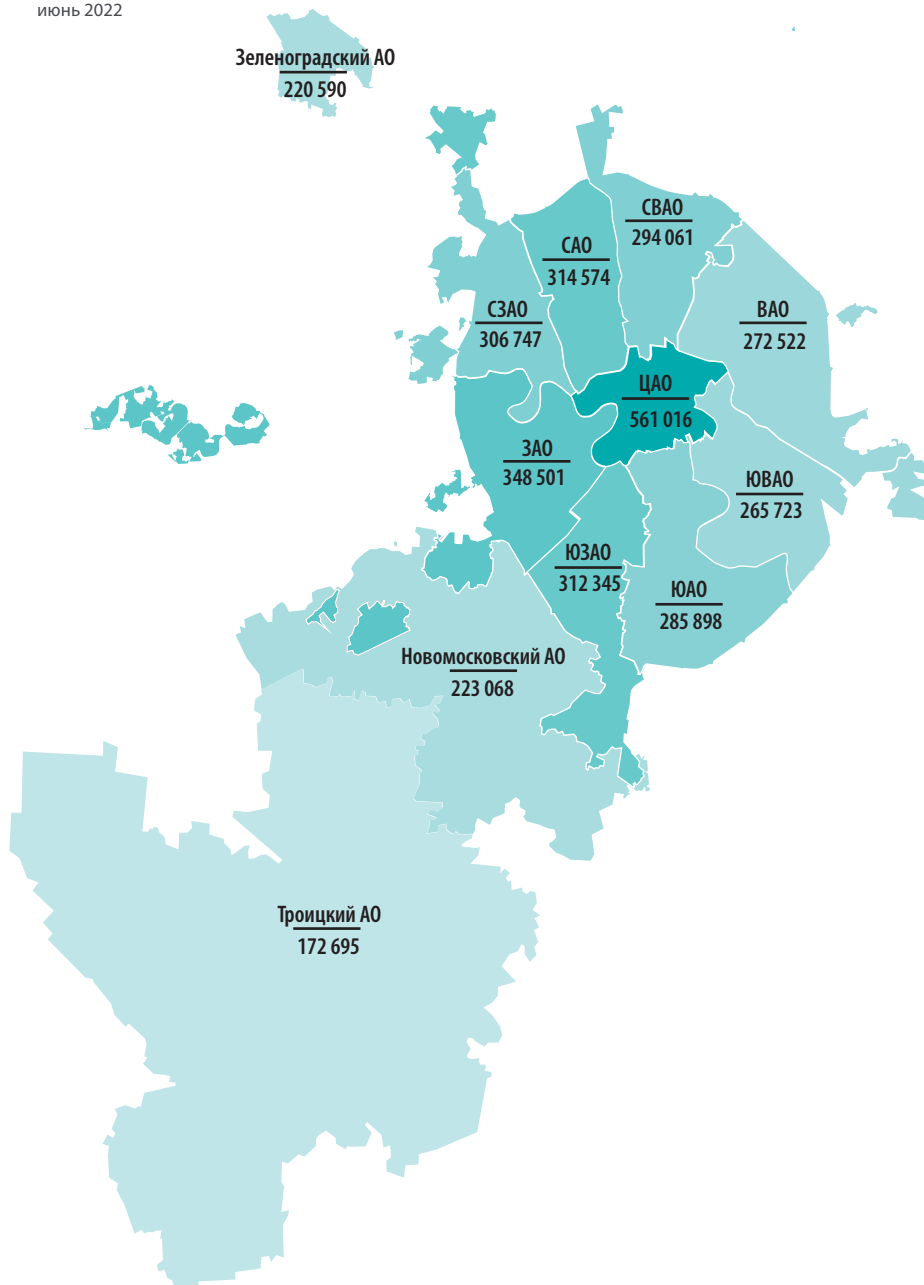 июнь 2022
Зеленоградский АО
220 590
СВАО
294 061
САО
314 574
СЗАО
306 747
ВАО
272 522
ЦАО
561 016
ЗАО
348 501
ЮВАО
265 723
ЮЗАО
312 345
ЮАО
285 898
Новомосковский АО
223 068
Троицкий АО
172 695